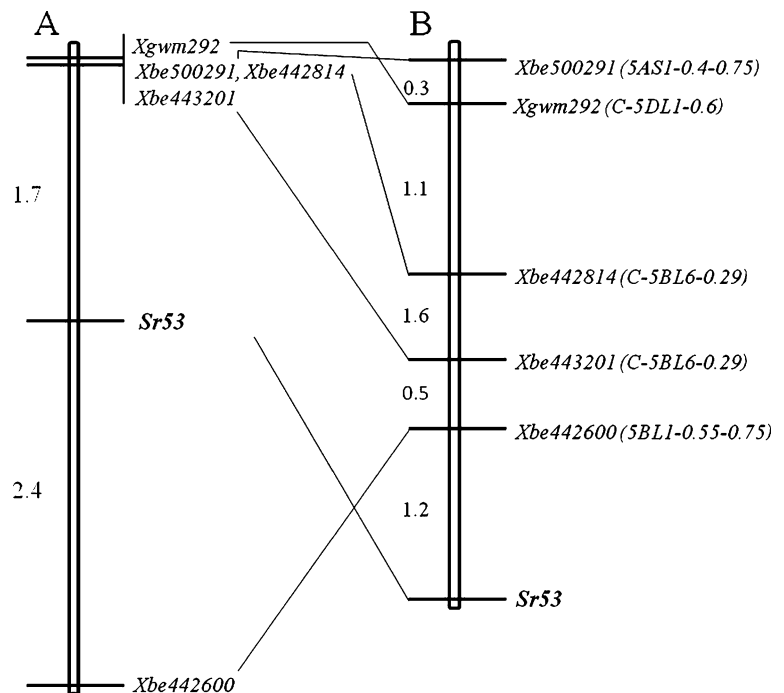 A
Xgwm292
Xbe500291, Xbe442814
Xbe443201
1.7
Sr53
2.4
Xbe442600
B
Xbe500291 (5AS1-0.4-0.75)
0.3
Xgwm292 (C-5DL1-0.6)
1.1
Xbe442814 (C-5BL6-0.29)
1.6
Xbe443201 (C-5BL6-0.29)
0.5
Xbe442600 (5BL1-0.55-0.75)
1.2
Sr53